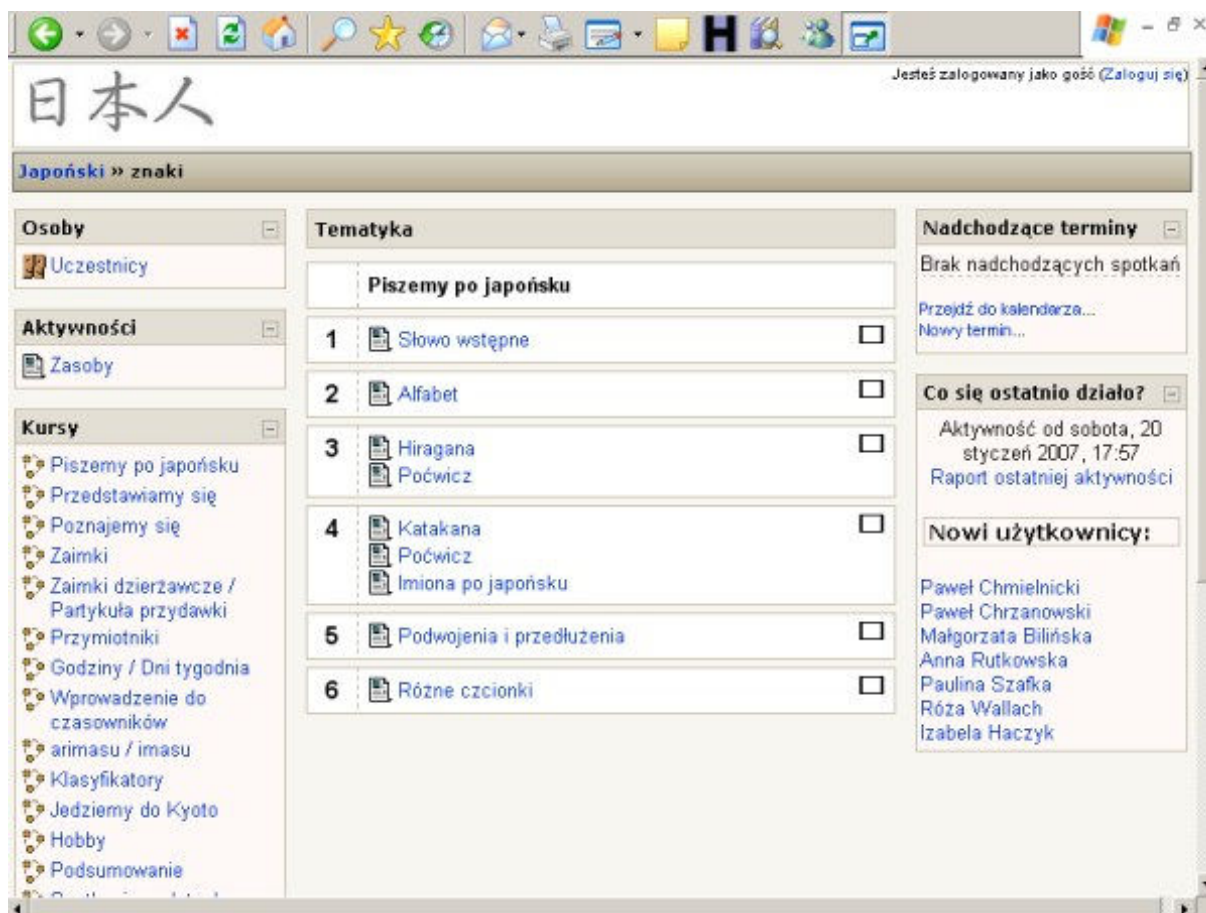 日本人
Jesteś zalogowany jako gość (Zaloguj się)
Japoński » znaki
Osoby
Uczestnicy
Aktywności
Zasoby
Kursy
Piszemy po japońsku
Przedstawiamy się
Poznajemy się
Zaimki
Zaimki dzierżawcze /
Partykuła przydawki
Przymiotniki
Godziny / Dni tygodnia
Wprowadzenie do
czasowników
arimasu / imasu
Klasyfikatory
Jedziemy do Kyoto
Hobby
Podsumowanie
Tematyka
Piszemy po japońsku
1 Słowo wstępne
2 Alfabet
3 Hiragana
Poćwicz
4 Katakana
Poćwicz
Imiona po japońsku
5 Podwojenia i przedłużenia
6 Różne czcionki
Nadchodzące terminy
Brak nadchodzących spotkań
Przejdź do kalendarza...
Nowy termin...
Co się ostatnio działo?
Aktywność od sobota, 20
styczeń 2007, 17:57
Raport ostatniej aktywności
Nowi użytkownicy:
Paweł Chmielnicki
Paweł Chrzanowski
Małgorzata Bilińska
Anna Rutkowska
Paulina Szafka
Róża Wallach
Izabela Haczyk